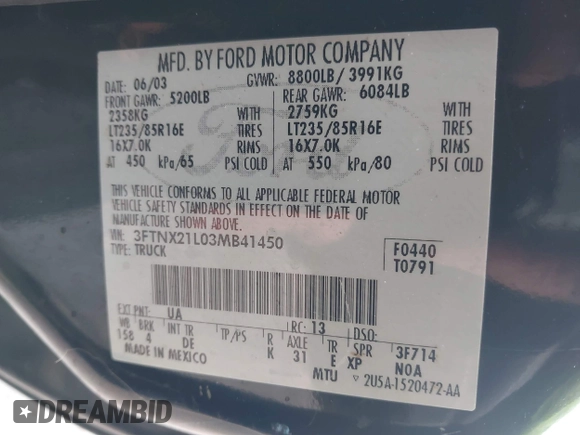 MFD. BY FORD MOTOR COMPANY
DATE: 06/03 GVWR: 8800LB/ 3991KG
FRONT GAWR: 5200LB REAR GAWR: 6084LB
2358KG WITH 2759KG WITH
LT235/85R16E TIRES LT235/85R16E TIRES
16X7.0K RIMS 16X7.0K RIMS
AT 450 kPa/65 PSI COLD AT 550 kPa/80 PSI COLD
THIS VEHICLE CONFORMS TO ALL APPLICABLE FEDERAL MOTOR
VEHICLE SAFETY STANDARDS IN EFFECT ON THE DATE OF
MANUFACTURE SHOWN ABOVE.
VIN: 3FTNX21L03MB41450 F0440
TYPE: TRUCK T0791
EXT PNT: UA RC: 13 DSO:
WB BRK INT TR TP/PS R AXLE TR SPR 3F714
158 4 DE K 31 E XP NOA
MADE IN MEXICO MTU 2U5A-1520472-AA
Ford
DREAMBID